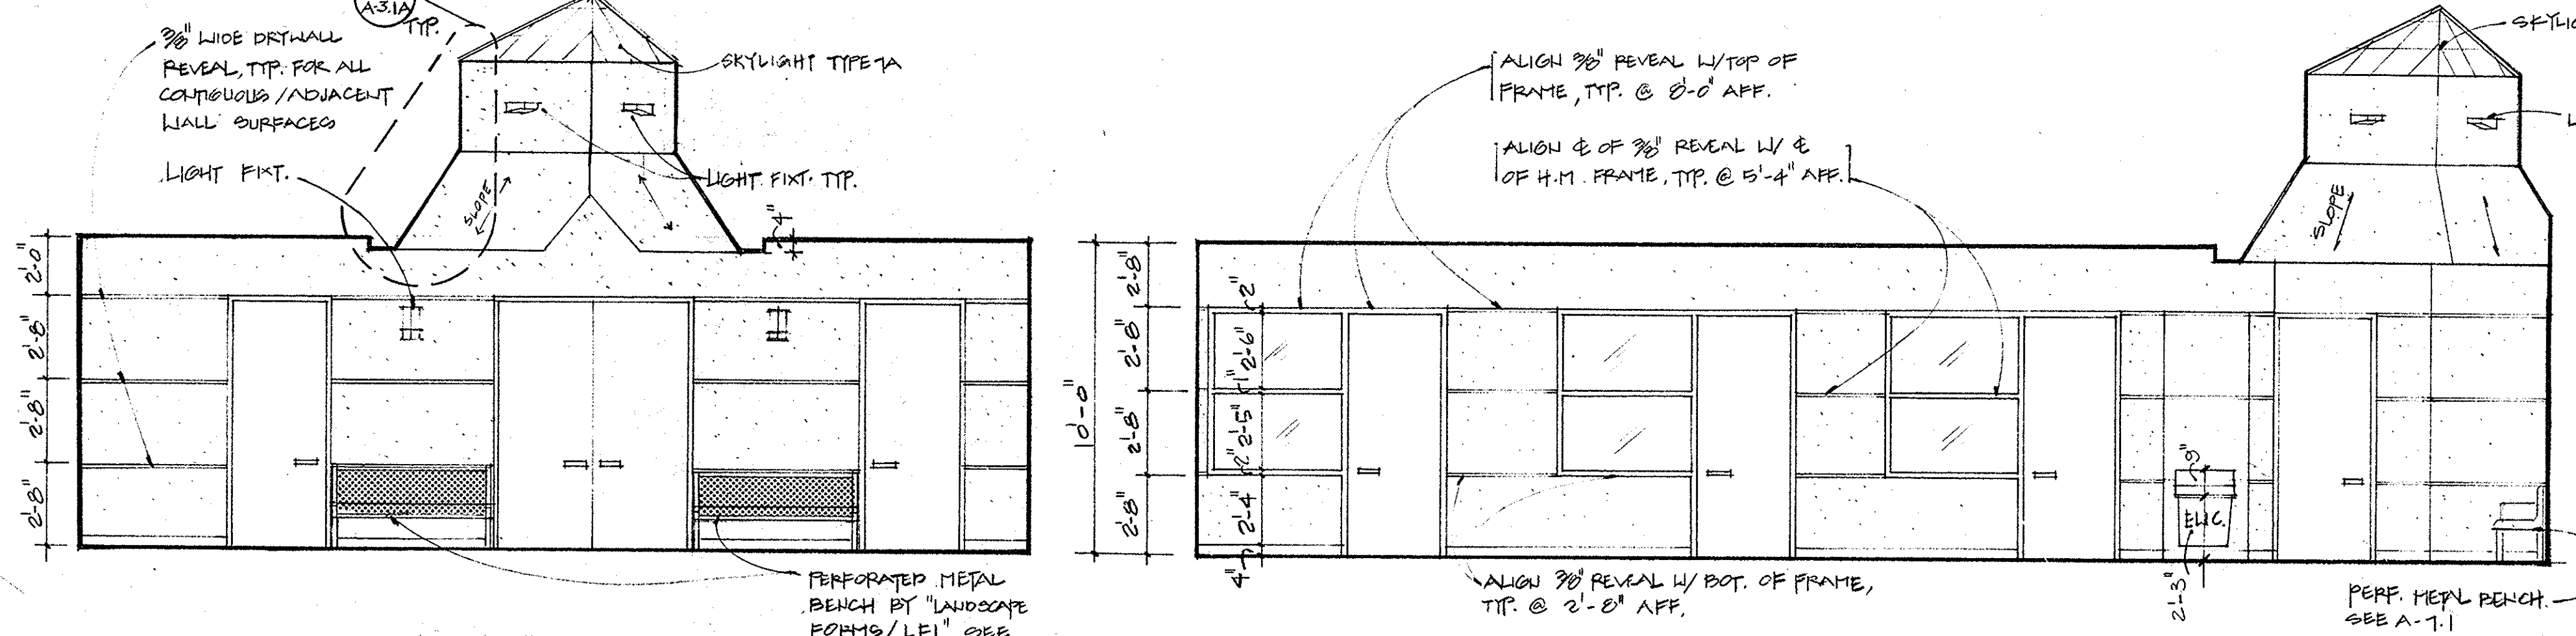 A-3.1A
TYP.
3/8" WIDE DRYWALL
REVEAL, TYP. FOR ALL
CONTIGUOUS/ADJACENT
WALL SURFACES
LIGHT FIXT.
SKYLIGHT TYPE 1A
LIGHT FIXT. TYP.
SLOPE
4"
2'-0"
2'-8"
2'-8"
2'-8"
PERFORATED METAL
BENCH BY "LANDSCAPE
FORMS/LFI" SEE
ALIGN 3/8" REVEAL W/TOP OF
FRAME, TYP. @ 8'-0" AFF.
ALIGN ℄ OF 3/8" REVEAL W/ ℄
OF H.M. FRAME, TYP. @ 5'-4" AFF.
10'-0"
2'-8"
2'-8"
2'-8"
2'-8"
2"
2'-6"
1"
2'-5"
2"
2'-4"
4"
ALIGN 3/8" REVEAL W/ BOT. OF FRAME,
TYP. @ 2'-8" AFF.
SLOPE
9"
E.W.C.
2'-3"
PERF. METAL BENCH.
SEE A-7.1